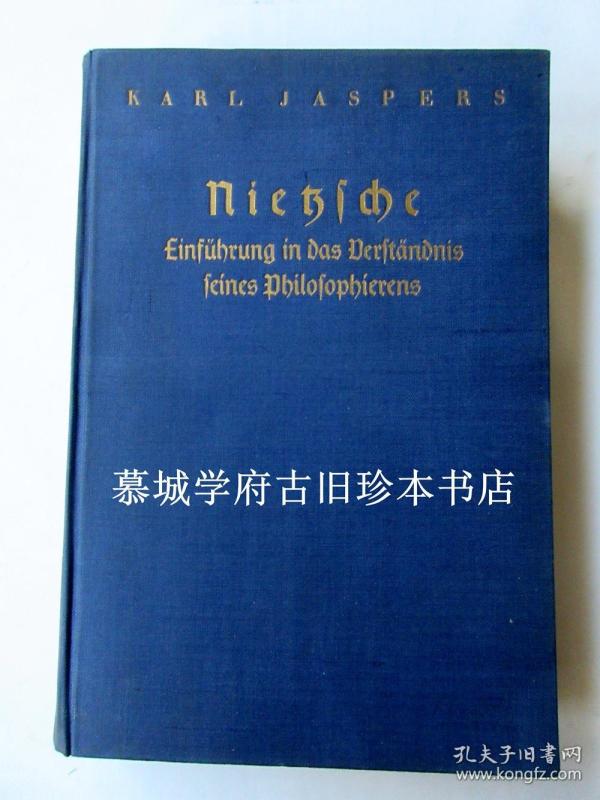 KARL JASPERS
Nietzſche
Einführung in das Verſtändnis
ſeines Philoſophierens
慕城学府古旧珍本书店
孔夫子旧書网
www.kongfz.com